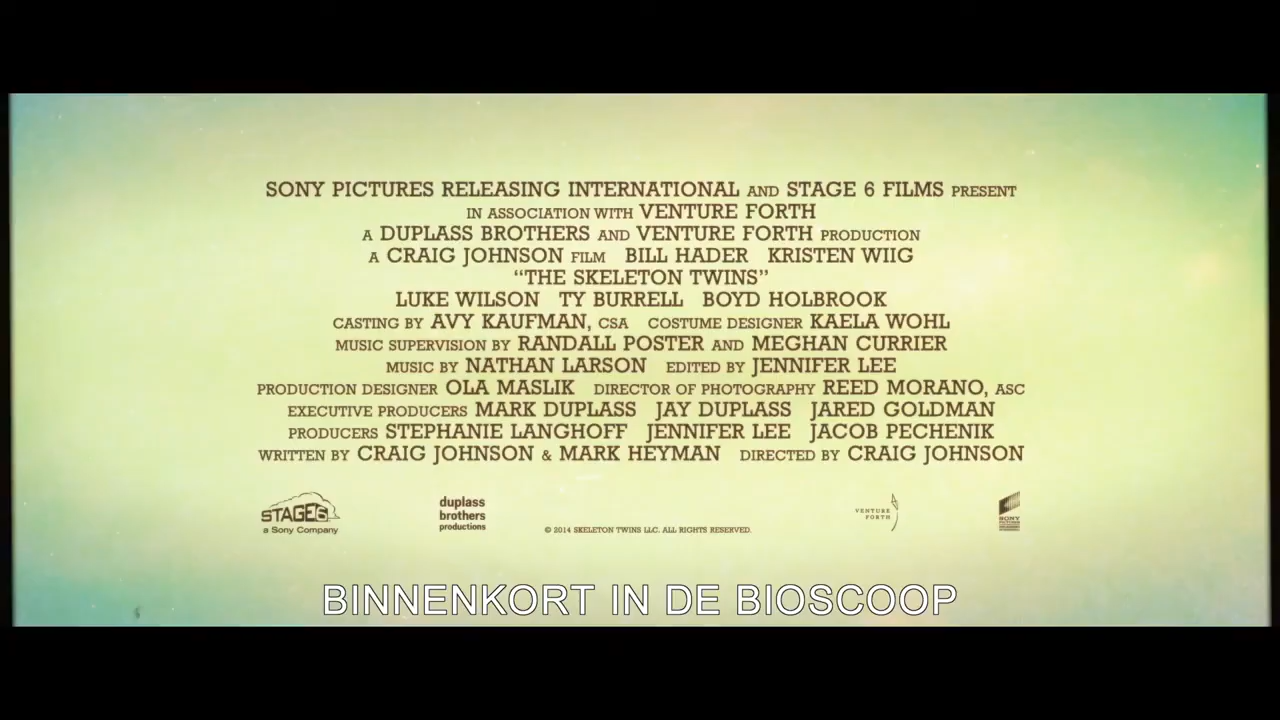 SONY PICTURES RELEASING INTERNATIONAL AND STAGE 6 FILMS PRESENT
IN ASSOCIATION WITH VENTURE FORTH
A DUPLASS BROTHERS AND VENTURE FORTH PRODUCTION
A CRAIG JOHNSON FILM BILL HADER KRISTEN WIIG
“THE SKELETON TWINS”
LUKE WILSON TY BURRELL BOYD HOLBROOK
CASTING BY AVY KAUFMAN, CSA COSTUME DESIGNER KAELA WOHL
MUSIC SUPERVISION BY RANDALL POSTER AND MEGHAN CURRIER
MUSIC BY NATHAN LARSON EDITED BY JENNIFER LEE
PRODUCTION DESIGNER OLA MASLIK DIRECTOR OF PHOTOGRAPHY REED MORANO, ASC
EXECUTIVE PRODUCERS MARK DUPLASS JAY DUPLASS JARED GOLDMAN
PRODUCERS STEPHANIE LANGHOFF JENNIFER LEE JACOB PECHENIK
WRITTEN BY CRAIG JOHNSON & MARK HEYMAN DIRECTED BY CRAIG JOHNSON
STAGE6
a Sony Company
duplass
brothers
productions
© 2014 SKELETON TWINS LLC. ALL RIGHTS RESERVED.
VENTURE
FORTH
SONY
PICTURES
BINNENKORT IN DE BIOSCOOP